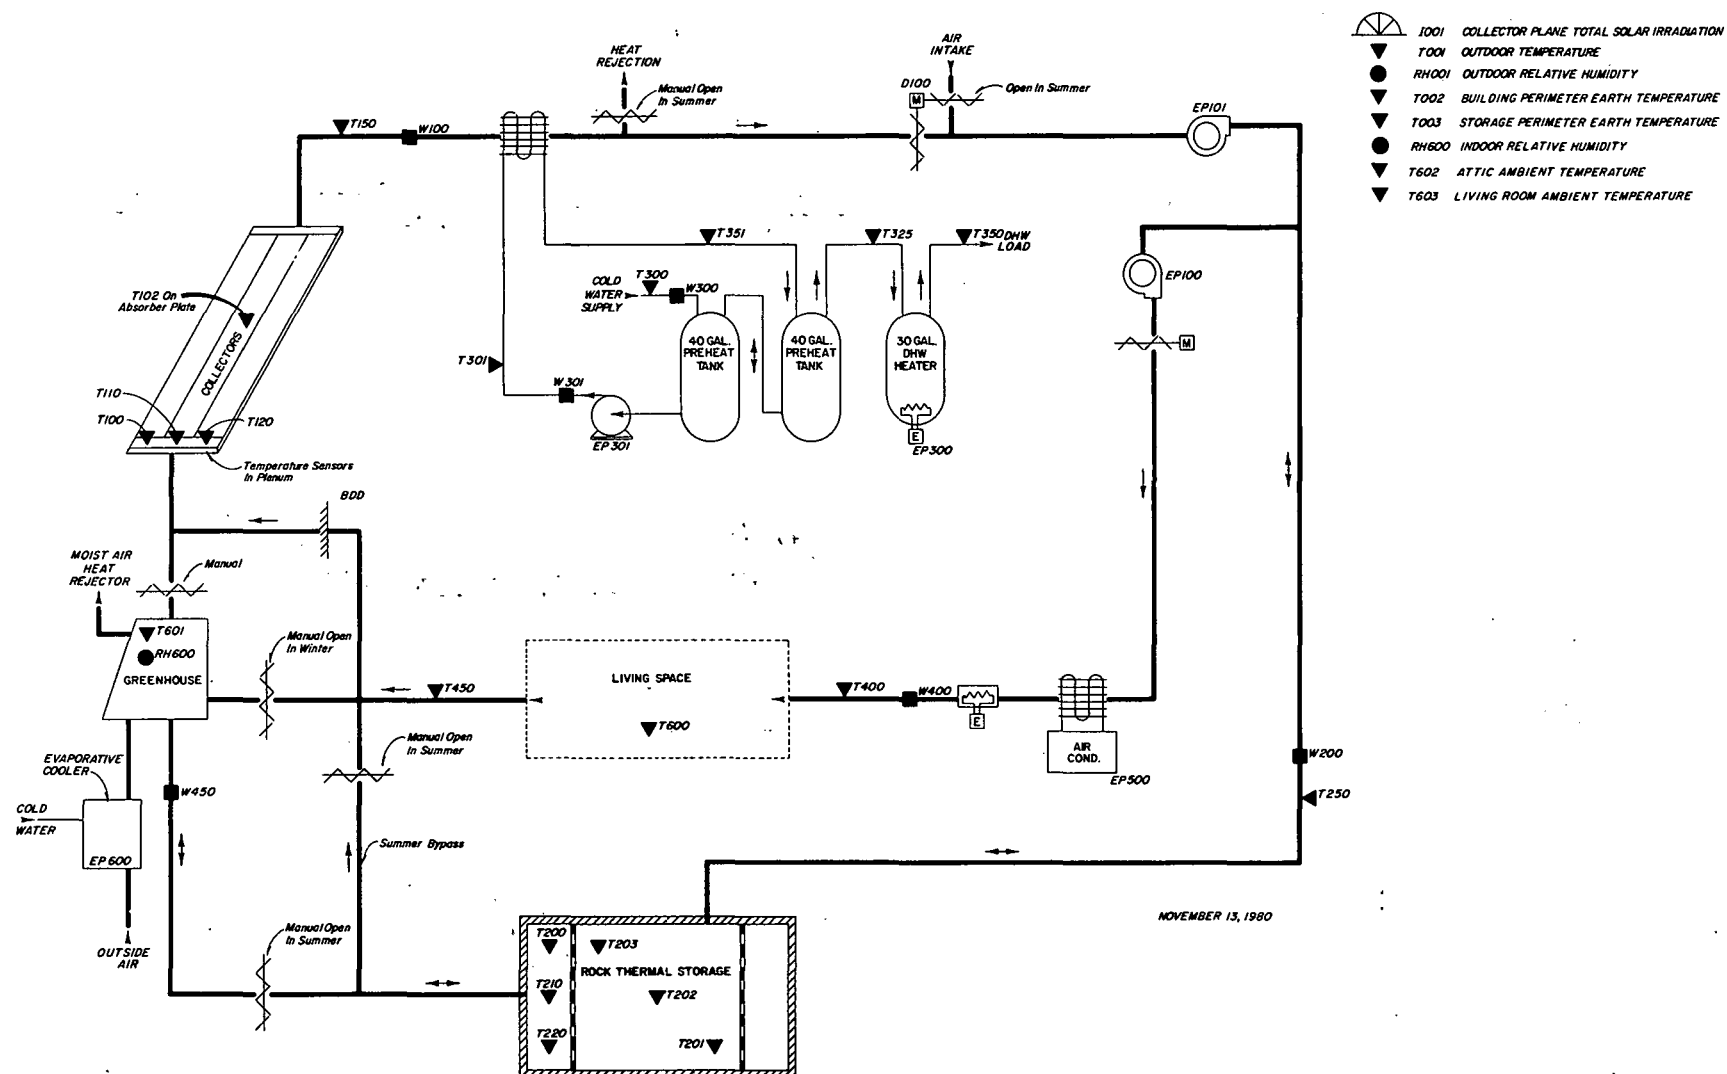 I001 COLLECTOR PLANE TOTAL SOLAR IRRADIATION
T001 OUTDOOR TEMPERATURE
RH001 OUTDOOR RELATIVE HUMIDITY
T002 BUILDING PERIMETER EARTH TEMPERATURE
T003 STORAGE PERIMETER EARTH TEMPERATURE
RH600 INDOOR RELATIVE HUMIDITY
T602 ATTIC AMBIENT TEMPERATURE
T603 LIVING ROOM AMBIENT TEMPERATURE
HEAT
REJECTION
Manual Open
In Summer
AIR
INTAKE
D100
M
Open In Summer
EP101
T150
W100
T351
T325
T350
DHW
LOAD
COLD
WATER
SUPPLY
T300
W300
EP100
M
T102 On
Absorber Plate
COLLECTORS
T301
40 GAL.
PREHEAT
TANK
40 GAL.
PREHEAT
TANK
30 GAL.
DHW
HEATER
W301
EP301
E
EP300
T110
T100
T120
Temperature Sensors
In Plenum
BDD
MOIST AIR
HEAT
REJECTOR
Manual
T601
RH600
GREENHOUSE
Manual Open
In Winter
T450
LIVING SPACE
T600
T400
W400
E
AIR
COND.
EP500
W200
T250
Manual Open
In Summer
EVAPORATIVE
COOLER
W450
COLD
WATER
EP600
Summer Bypass
OUTSIDE
AIR
Manual Open
In Summer
T200
T203
ROCK THERMAL STORAGE
T210
T202
T220
T201
NOVEMBER 13, 1980